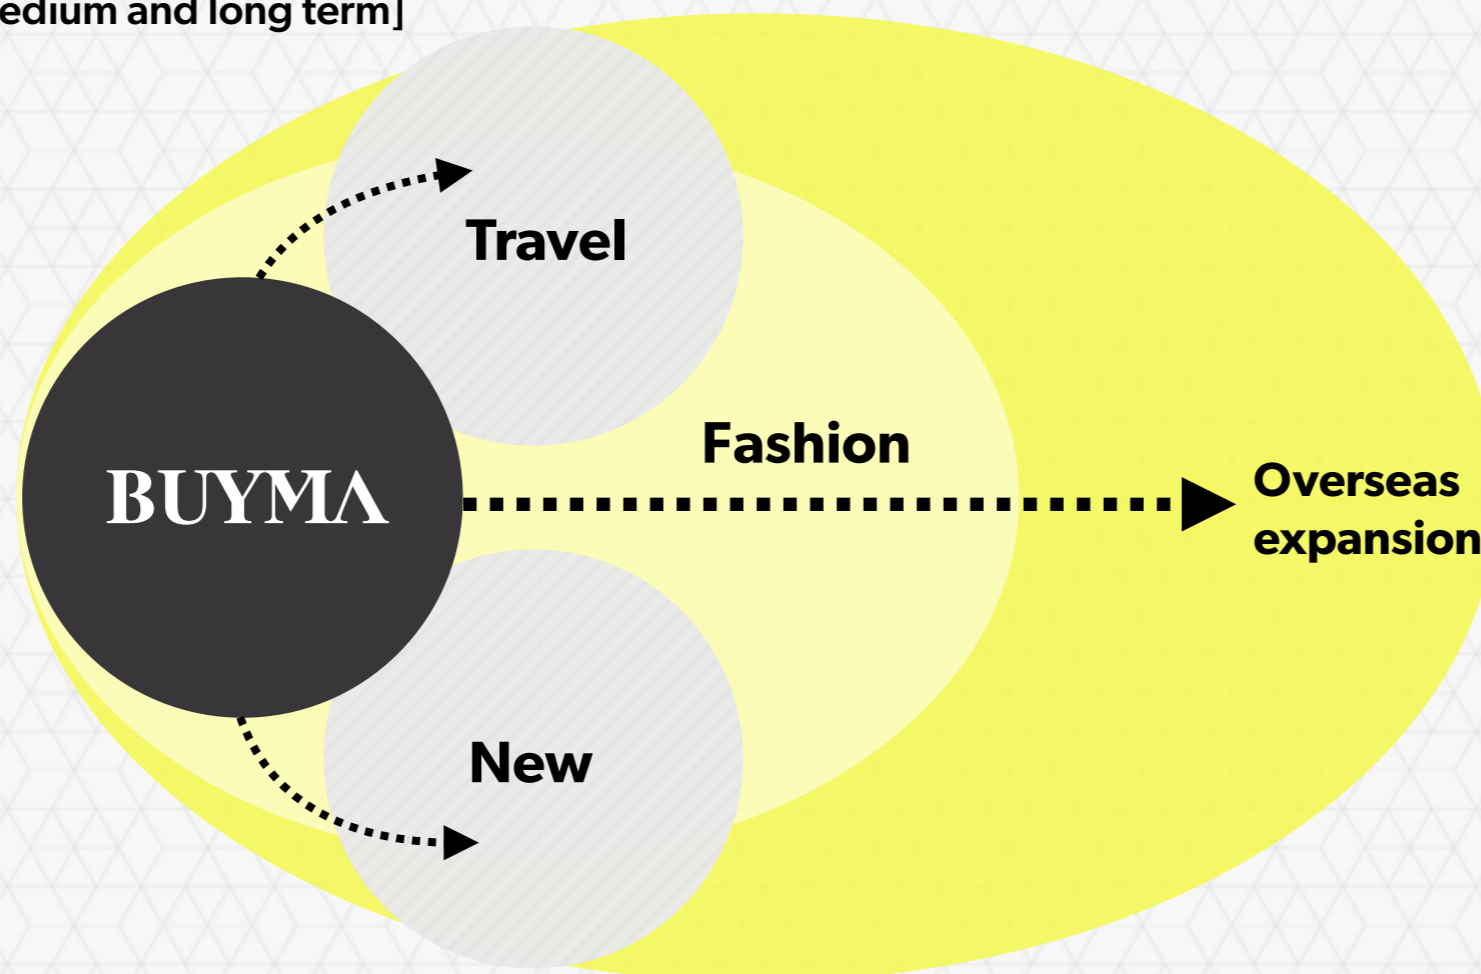 edium and long term]
Travel
Fashion
BUYMA
Overseas
expansion
New